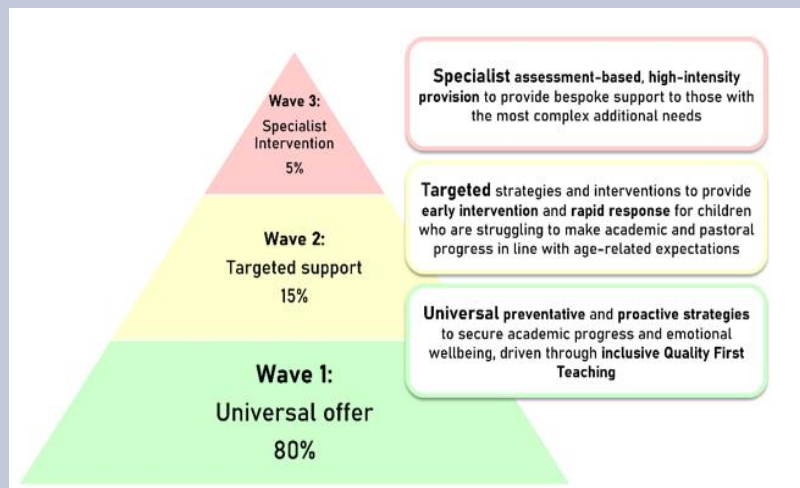 Wave 3:
Specialist
Intervention
5%
Specialist assessment-based, high-intensity
provision to provide bespoke support to those with
the most complex additional needs
Wave 2:
Targeted support
15%
Targeted strategies and interventions to provide
early intervention and rapid response for children
who are struggling to make academic and pastoral
progress in line with age-related expectations
Wave 1:
Universal offer
80%
Universal preventative and proactive strategies
to secure academic progress and emotional
wellbeing, driven through inclusive Quality First
Teaching